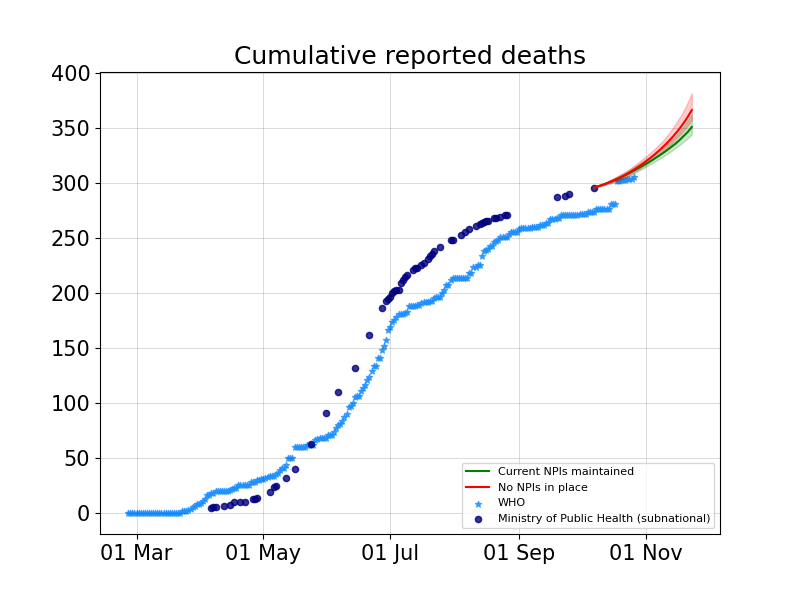 Cumulative reported deaths
400
350
300
250
200
150
100
50
0
01 Mar
01 May
01 Jul
01 Sep
01 Nov
Current NPIs maintained
No NPIs in place
WHO
Ministry of Public Health (subnational)